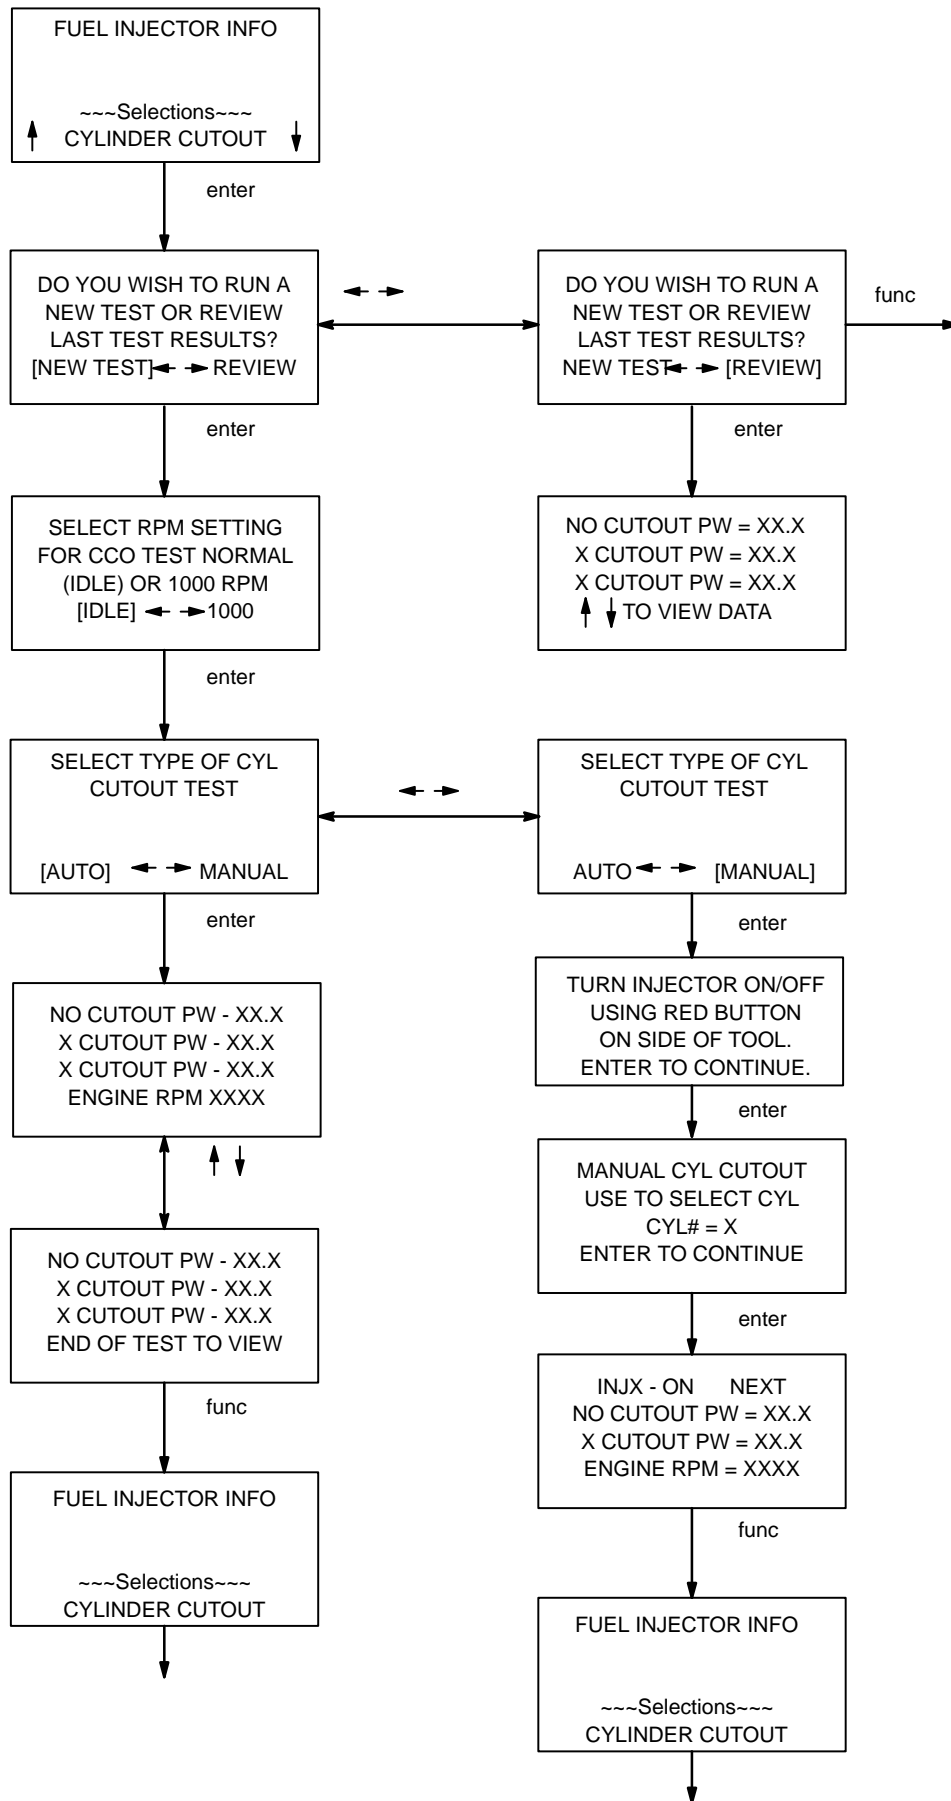 FUEL INJECTOR INFO
~~~Selections~~~
CYLINDER CUTOUT
enter
DO YOU WISH TO RUN A
NEW TEST OR REVIEW
LAST TEST RESULTS?
[NEW TEST] REVIEW
DO YOU WISH TO RUN A
NEW TEST OR REVIEW
LAST TEST RESULTS?
NEW TEST [REVIEW]
func
enter
enter
SELECT RPM SETTING
FOR CCO TEST NORMAL
(IDLE) OR 1000 RPM
[IDLE] 1000
NO CUTOUT PW = XX.X
X CUTOUT PW = XX.X
X CUTOUT PW = XX.X
TO VIEW DATA
enter
SELECT TYPE OF CYL
CUTOUT TEST
[AUTO] MANUAL
SELECT TYPE OF CYL
CUTOUT TEST
AUTO [MANUAL]
enter
enter
NO CUTOUT PW - XX.X
X CUTOUT PW - XX.X
X CUTOUT PW - XX.X
ENGINE RPM XXXX
TURN INJECTOR ON/OFF
USING RED BUTTON
ON SIDE OF TOOL.
ENTER TO CONTINUE.
enter
MANUAL CYL CUTOUT
USE TO SELECT CYL
CYL# = X
ENTER TO CONTINUE
NO CUTOUT PW - XX.X
X CUTOUT PW - XX.X
X CUTOUT PW - XX.X
END OF TEST TO VIEW
enter
func
INJX - ON NEXT
NO CUTOUT PW = XX.X
X CUTOUT PW = XX.X
ENGINE RPM = XXXX
FUEL INJECTOR INFO
~~~Selections~~~
CYLINDER CUTOUT
func
FUEL INJECTOR INFO
~~~Selections~~~
CYLINDER CUTOUT